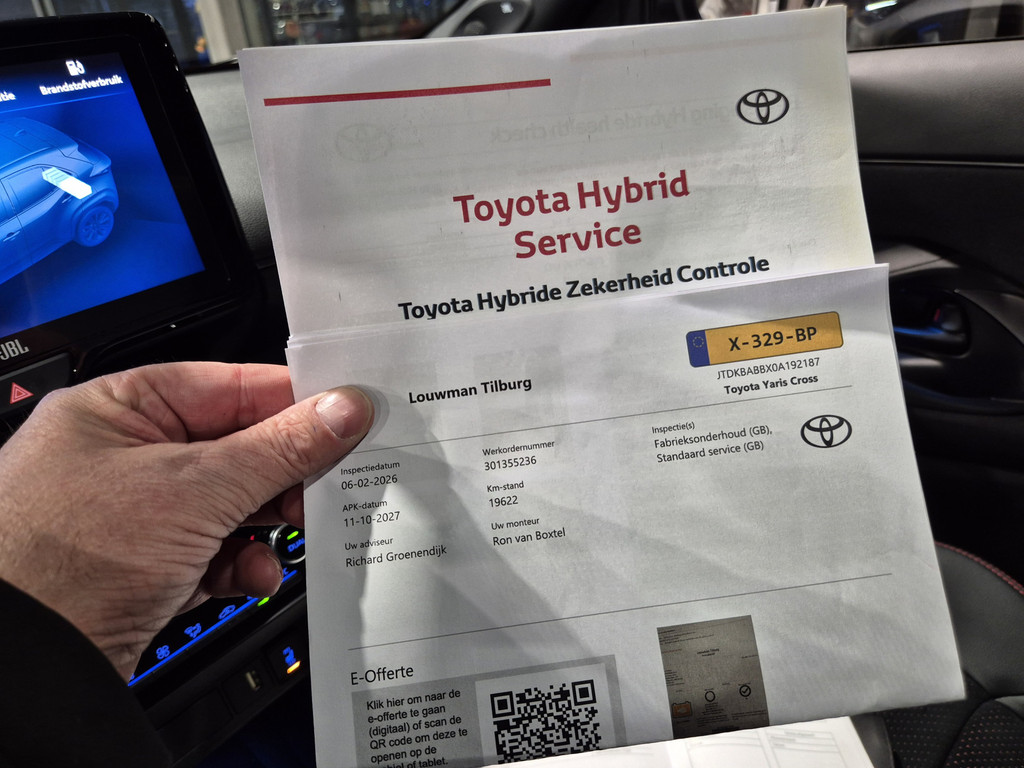 Brandstofverbruik
JBL
Toyota Hybrid
Service
Toyota Hybride Zekerheid Controle
X-329-BP
JTDKBABBX0A192187
Toyota Yaris Cross
Louwman Tilburg
Inspectiedatum
06-02-2026
APK-datum
11-10-2027
Uw adviseur
Richard Groenendijk
Werkordernummer
301355236
Km-stand
19622
Uw monteur
Ron van Boxtel
Inspectie(s)
Fabrieksonderhoud (GB),
Standaard service (GB)
E-Offerte
Klik hier om naar de
e-offerte te gaan
(digitaal) of scan de
QR code om deze te
openen op de
tablet.